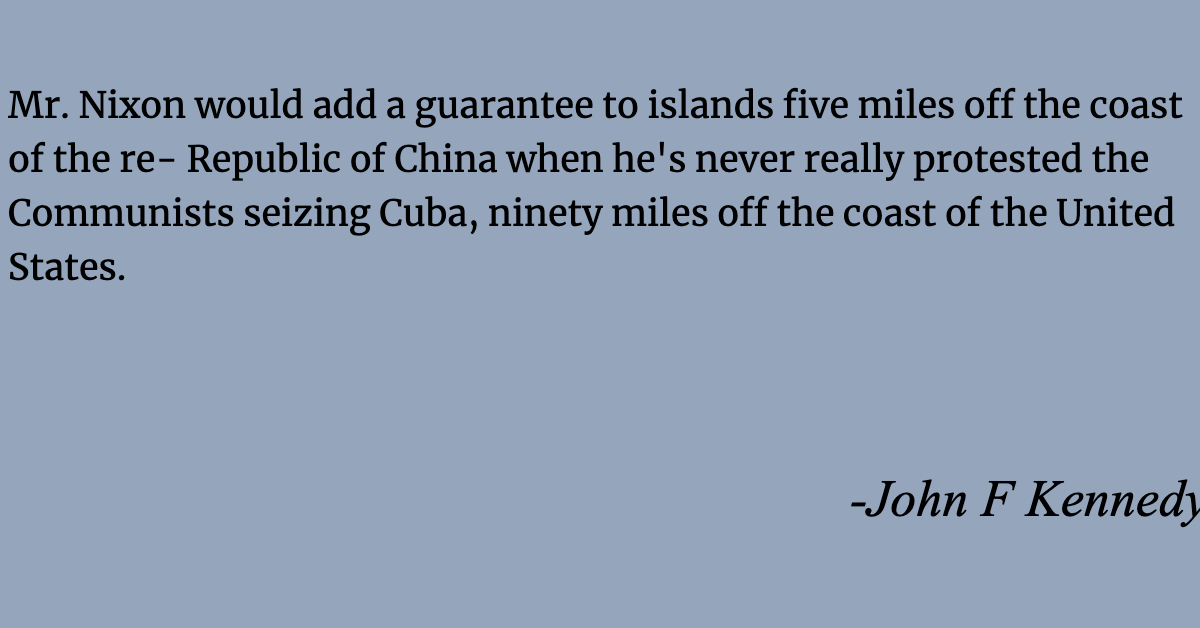 Mr. Nixon would add a guarantee to islands five miles off the coast
of the re- Republic of China when he's never really protested the
Communists seizing Cuba, ninety miles off the coast of the United
States.
-John F Kennedy